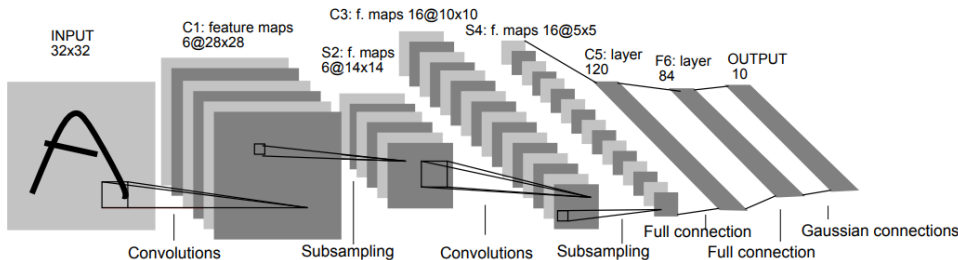 INPUT
32x32
C1: feature maps
6@28x28
S2: f. maps
6@14x14
C3: f. maps 16@10x10
S4: f. maps 16@5x5
C5: layer
120
F6: layer
84
OUTPUT
10
Convolutions
Subsampling
Convolutions
Subsampling
Full connection
Full connection
Gaussian connections